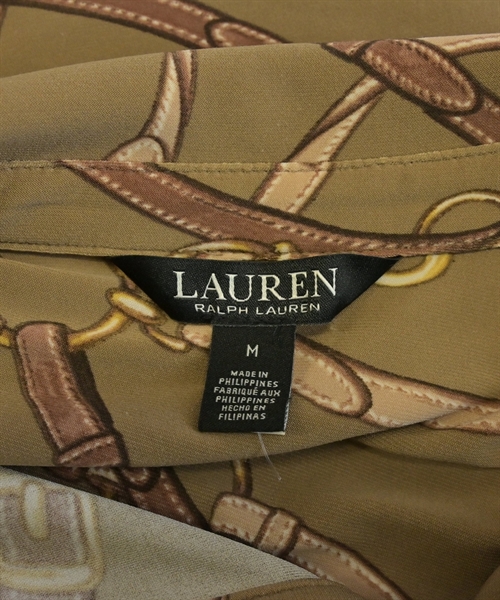 LAUREN
RALPH LAUREN
M
MADE IN
PHILIPPINES
FABRIQUÉ AUX
PHILIPPINES
HECHO EN
FILIPINAS